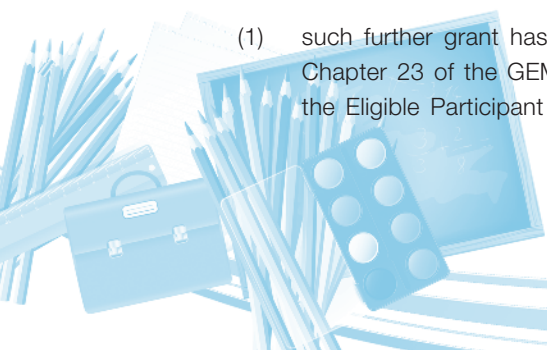 (1) such further grant has
Chapter 23 of the GEM
the Eligible Participant